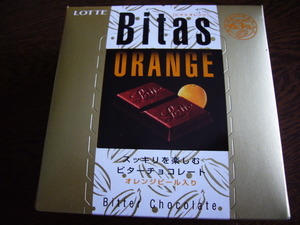 LOTTE
Bitas
ORANGE
Lotte
スッキリを楽しむ
ビターチョコレート
オレンジピール入り
Bitter Chocolate